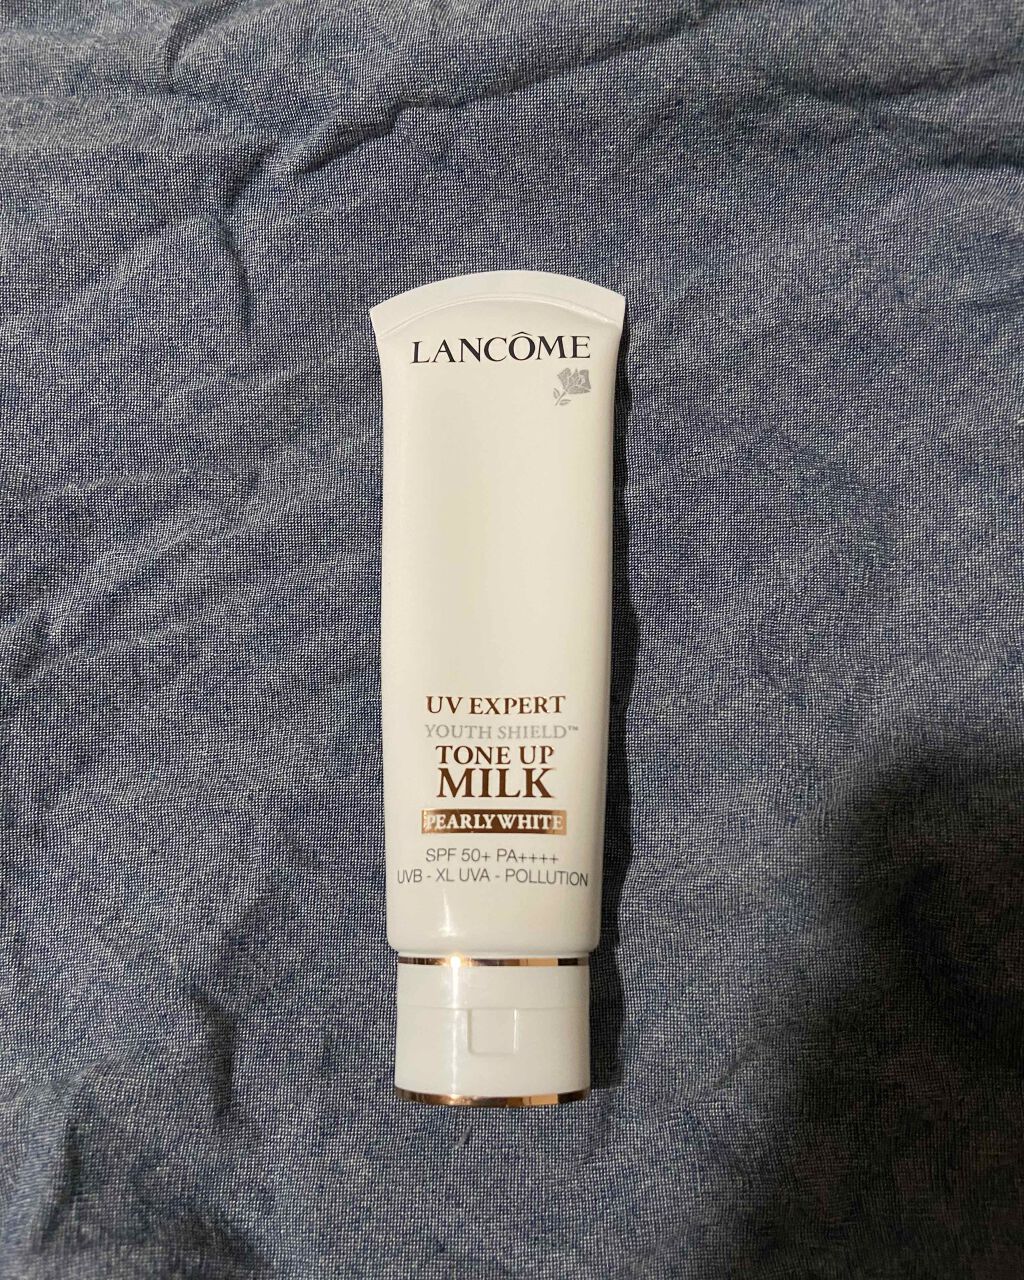 LANCÔME
UV EXPERT
YOUTH SHIELD™
TONE UP
MILK
PEARLY WHITE
SPF 50+ PA++++
UVB - XL UVA - POLLUTION